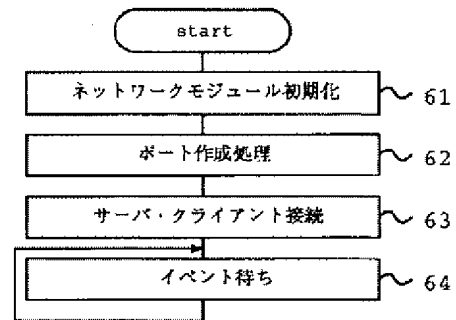 start
ネットワークモジュール初期化 61
ポート作成処理 62
サーバ・クライアント接続 63
イベント待ち 64